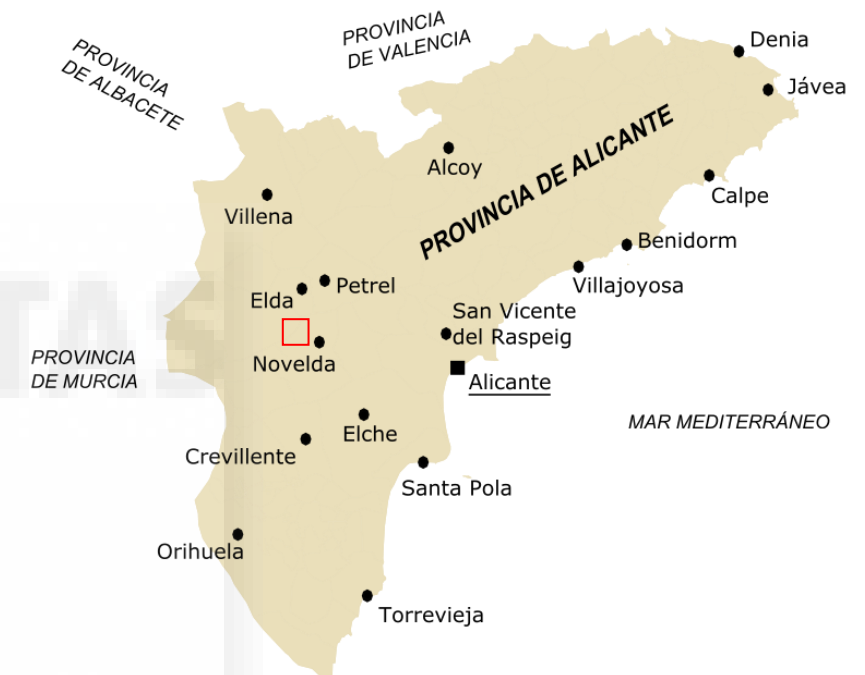 PROVINCIA
DE ALBACETE
PROVINCIA
DE VALENCIA
Denia
Jávea
Alcoy
PROVINCIA DE ALICANTE
Calpe
Villena
Benidorm
Villajoyosa
Petrel
Elda
San Vicente
del Raspeig
PROVINCIA
DE MURCIA
Novelda
Alicante
MAR MEDITERRÁNEO
Elche
Crevillente
Santa Pola
Orihuela
Torrevieja
TAS